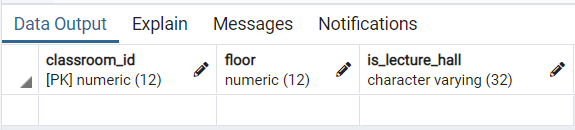 Data Output Explain Messages Notifications
classroom_id floor is_lecture_hall
[PK] numeric (12) numeric (12) character varying (32)